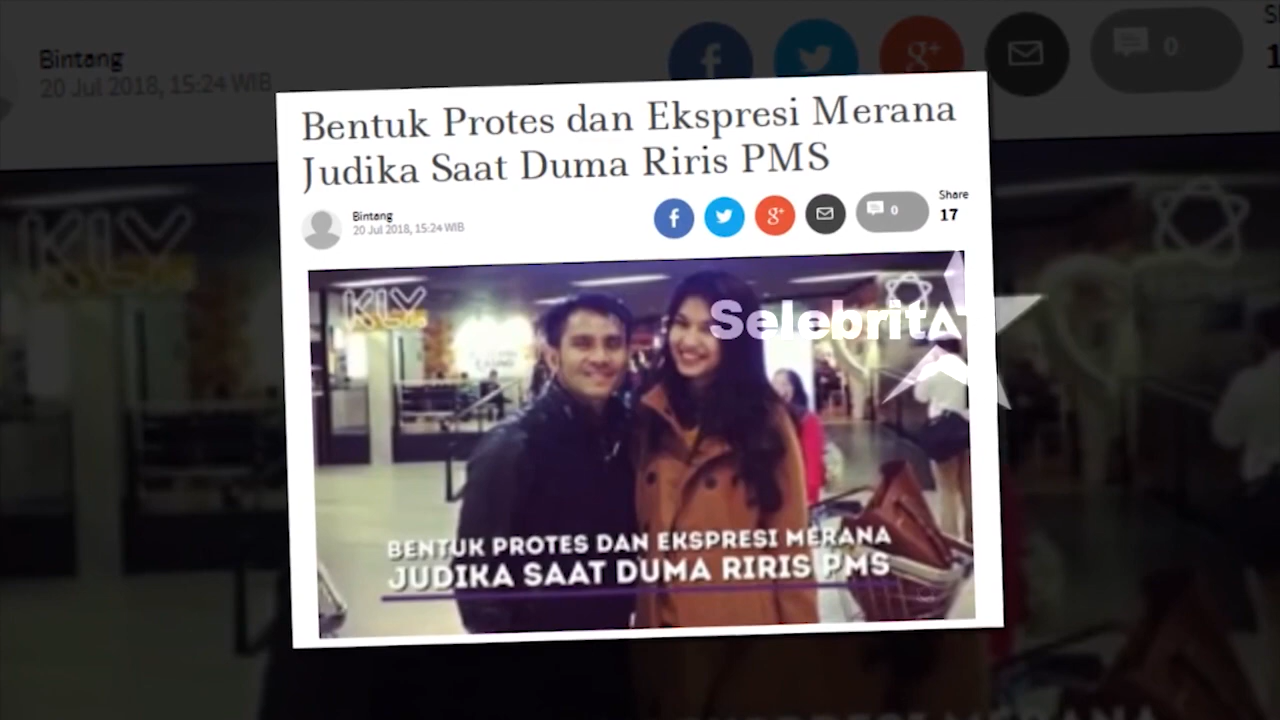 Bintang
20 Jul 2018, 15:24 WIB
0
Bentuk Protes dan Ekspresi Merana
Judika Saat Duma Riris PMS
Bintang
20 Jul 2018, 15:24 WIB
f
g+
0
Share
17
KLY
SelebritA
BENTUK PROTES DAN EKSPRESI MERANA
JUDIKA SAAT DUMA RIRIS PMS
KLY